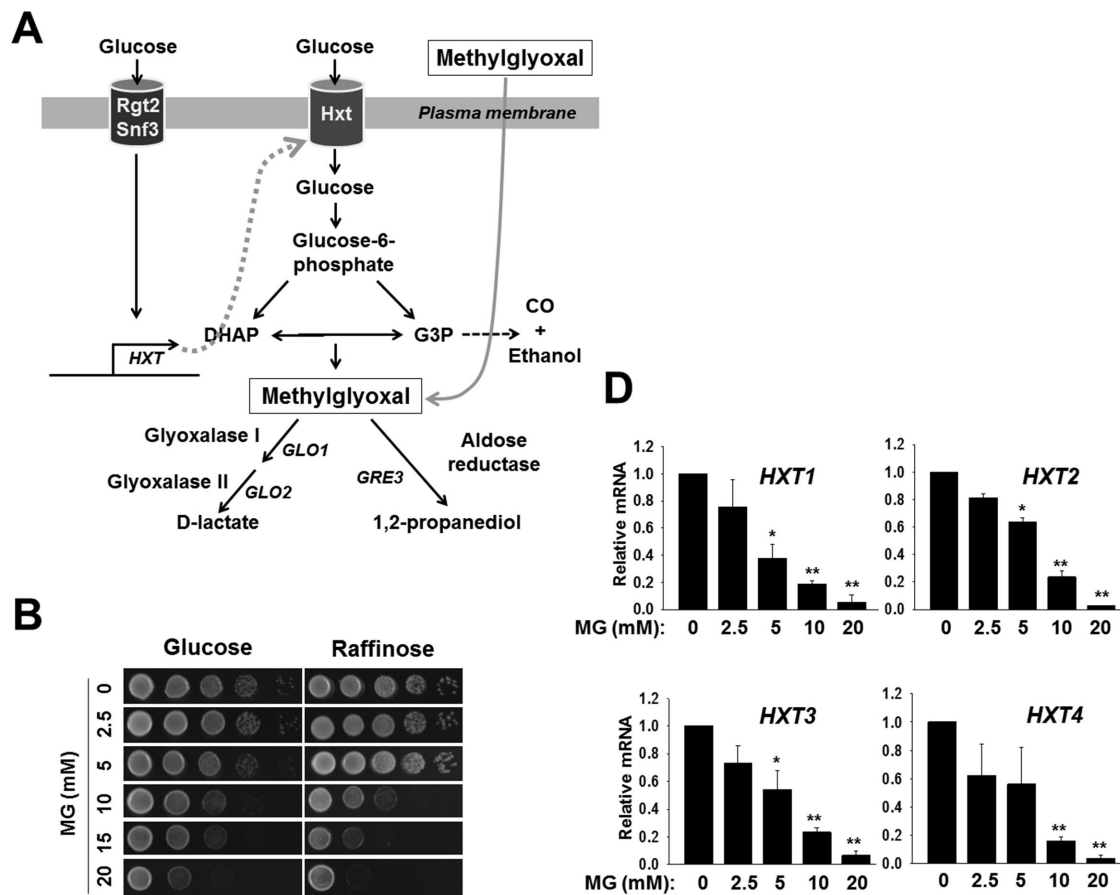 A
Glucose
Glucose
Methylglyoxal
Rgt2
Snf3
Hxt
Plasma membrane
Glucose
Glucose-6-
phosphate
CO
+
Ethanol
DHAP
G3P
HXT
Methylglyoxal
Glyoxalase I
GLO1
Aldose
reductase
Glyoxalase II
GLO2
GRE3
D-lactate
1,2-propanediol
B
Glucose
Raffinose
MG (mM)
0
2.5
5
10
15
20
D
Relative mRNA
1.2
1.0
0.8
0.6
0.4
0.2
0.0
HXT1
*
**
**
MG (mM): 0 2.5 5 10 20
1.2
1.0
0.8
0.6
0.4
0.2
0.0
HXT2
*
**
**
0 2.5 5 10 20
Relative mRNA
1.2
1.0
0.8
0.6
0.4
0.2
0.0
HXT3
*
**
**
MG (mM): 0 2.5 5 10 20
1.2
1.0
0.8
0.6
0.4
0.2
0.0
HXT4
**
**
0 2.5 5 10 20